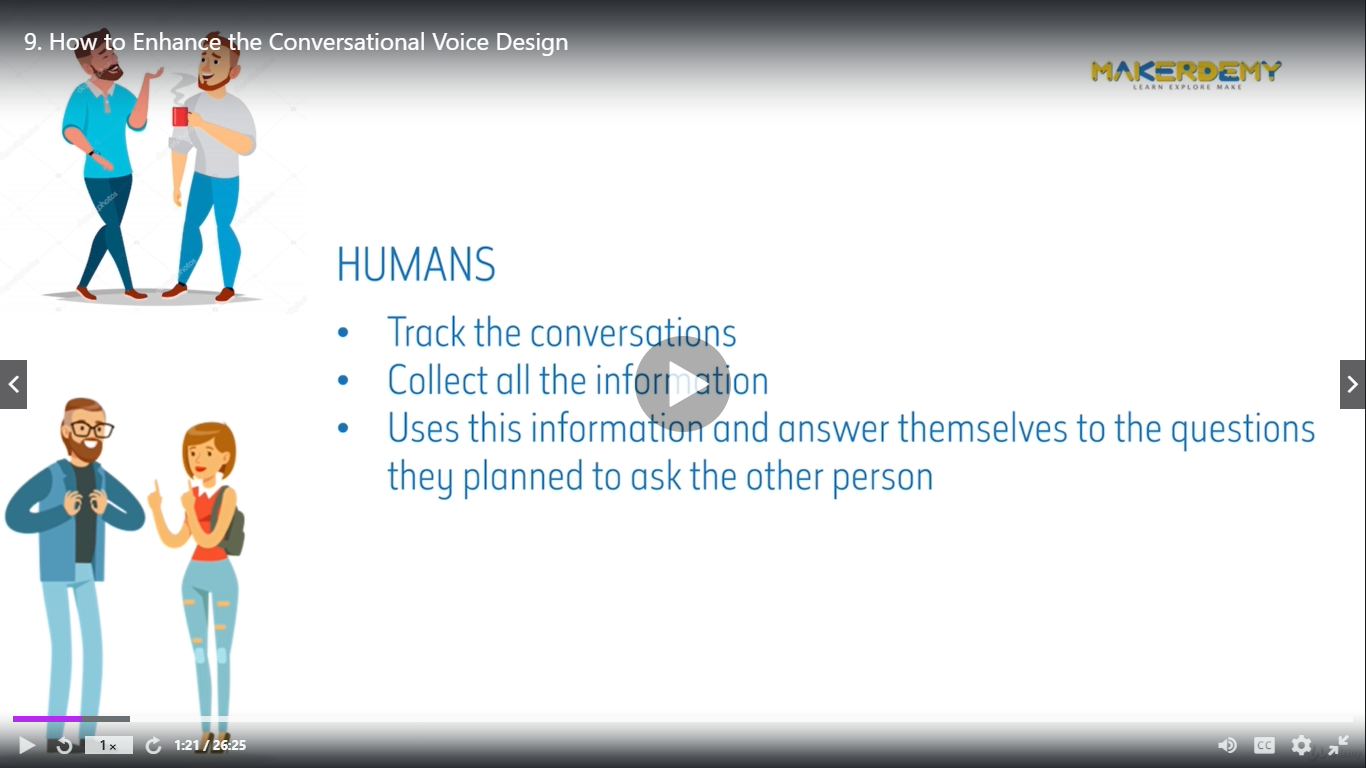 9. How to Enhance the Conversational Voice Design
MAKERDEMY
LEARN EXPLORE MAKE
HUMANS
• Track the conversations
• Collect all the information
• Uses this information and answer themselves to the questions
they planned to ask the other person
1x
1:21 / 26:25
CC
photos
photos